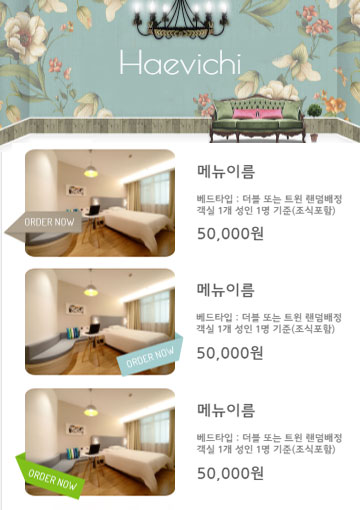 Haevichi
메뉴이름
베드타입 : 더블 또는 트윈 랜덤배정
객실 1개 성인 1명 기준(조식포함)
50,000원
ORDER NOW
메뉴이름
베드타입 : 더블 또는 트윈 랜덤배정
객실 1개 성인 1명 기준(조식포함)
50,000원
ORDER NOW
메뉴이름
베드타입 : 더블 또는 트윈 랜덤배정
객실 1개 성인 1명 기준(조식포함)
50,000원
ORDER NOW